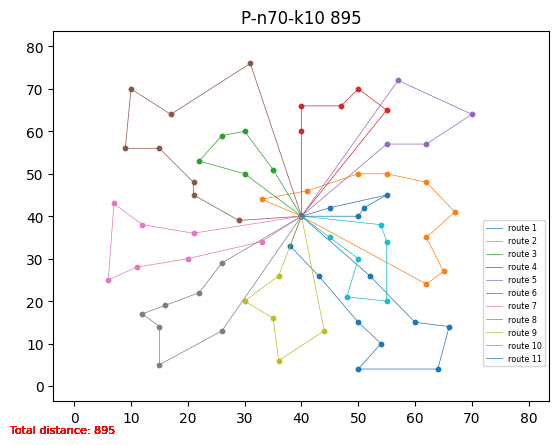 P-n70-k10 895
80
70
60
50
40
30
20
10
0
0 10 20 30 40 50 60 70 80
route 1
route 2
route 3
route 4
route 5
route 6
route 7
route 8
route 9
route 10
route 11
Total distance: 895